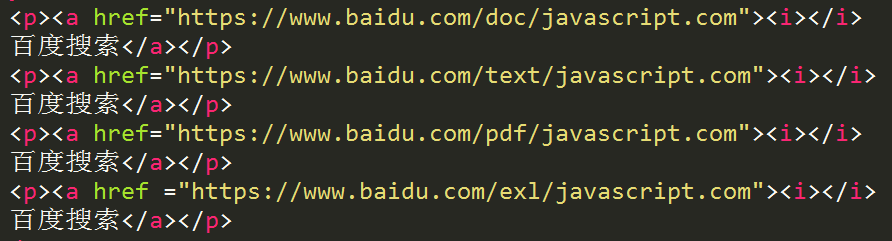 <p><a href="https://www.baidu.com/doc/javascript.com"><i></i>
百度搜索</a></p>
<p><a href="https://www.baidu.com/text/javascript.com"><i></i>
百度搜索</a></p>
<p><a href="https://www.baidu.com/pdf/javascript.com"><i></i>
百度搜索</a></p>
<p><a href ="https://www.baidu.com/exl/javascript.com"><i></i>
百度搜索</a></p>